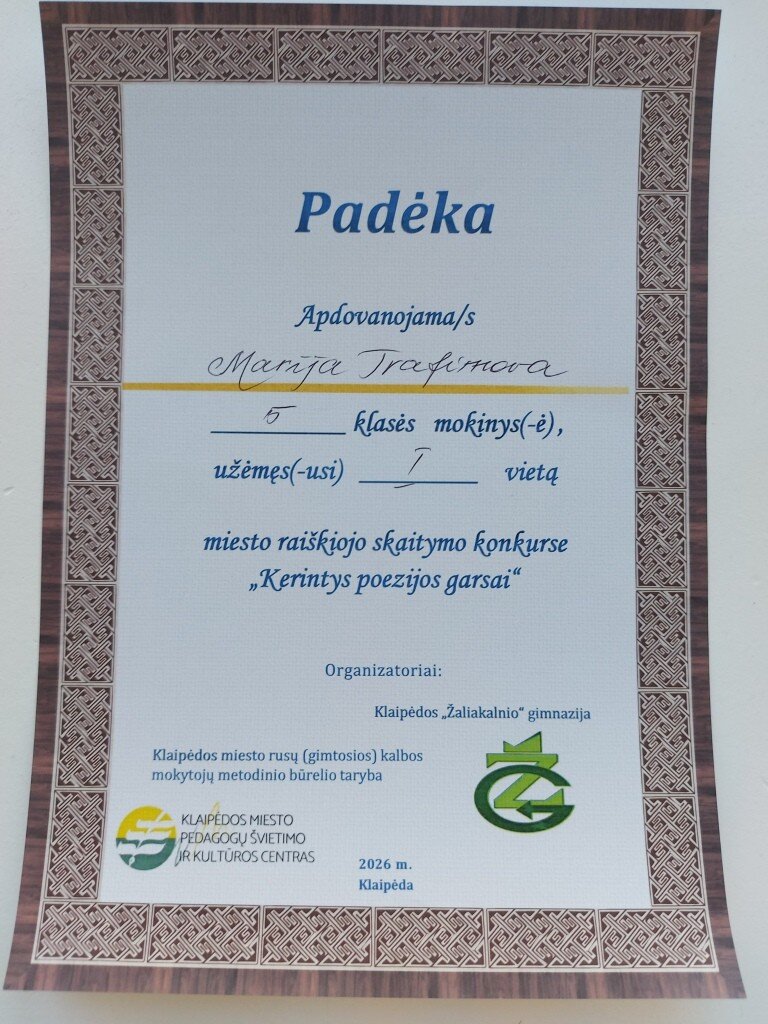 Padėka
Apdovanojama/s
Marija Trafimova
5 klasės mokinys(-ė),
užėmęs(-usi) I vietą
miesto raiškiojo skaitymo konkurse
„Kerintys poezijos garsai“
Organizatoriai:
Klaipėdos „Žaliakalnio“ gimnazija
Klaipėdos miesto rusų (gimtosios) kalbos
mokytojų metodinio būrelio taryba
ŽG
KLAIPĖDOS MIESTO
PEDAGOGŲ ŠVIETIMO
IR KULTŪROS CENTRAS
2026 m.
Klaipėda